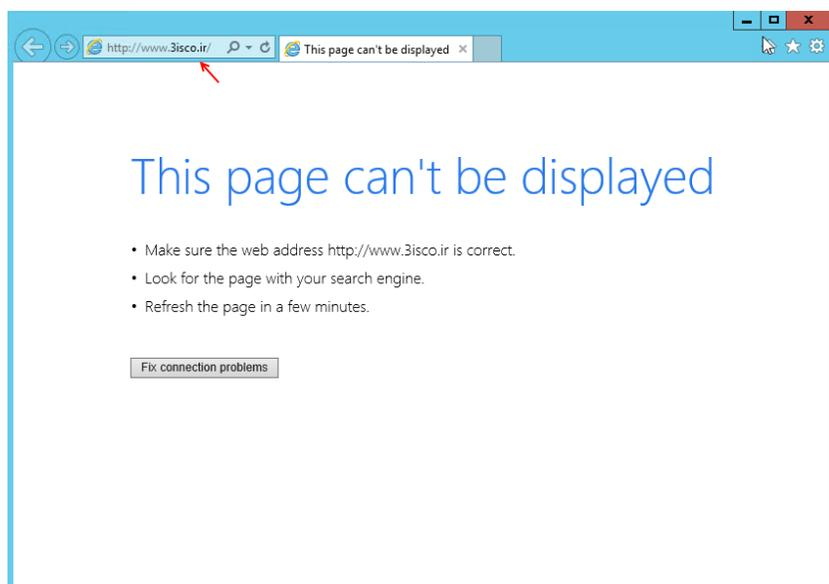 x
http://www.3isco.ir/
This page can't be displayed
This page can't be displayed
• Make sure the web address http://www.3isco.ir is correct.
• Look for the page with your search engine.
• Refresh the page in a few minutes.
Fix connection problems